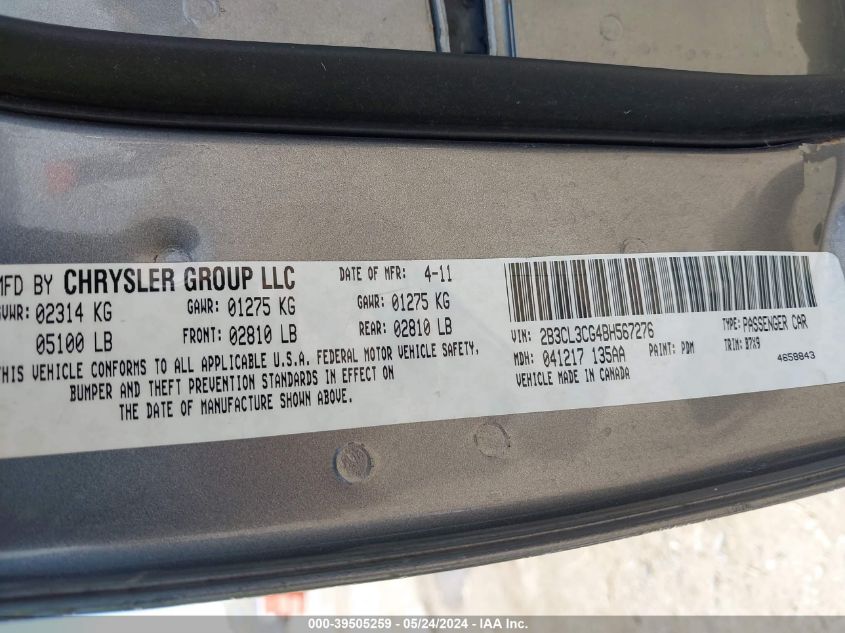 MFD BY CHRYSLER GROUP LLC DATE OF MFR: 4-11
GVWR: 02314 KG GAWR: 01275 KG GAWR: 01275 KG
05100 LB FRONT: 02810 LB REAR: 02810 LB
THIS VEHICLE CONFORMS TO ALL APPLICABLE U.S.A. FEDERAL MOTOR VEHICLE SAFETY,
BUMPER AND THEFT PREVENTION STANDARDS IN EFFECT ON
THE DATE OF MANUFACTURE SHOWN ABOVE.
VIN: 2B3CL3CG4BH567276 TYPE: PASSENGER CAR
MDH: 041217 135AA PAINT: PDM TRIM: B7X9
VEHICLE MADE IN CANADA 4658843
000-39505259 - 05/24/2024 - IAA Inc.